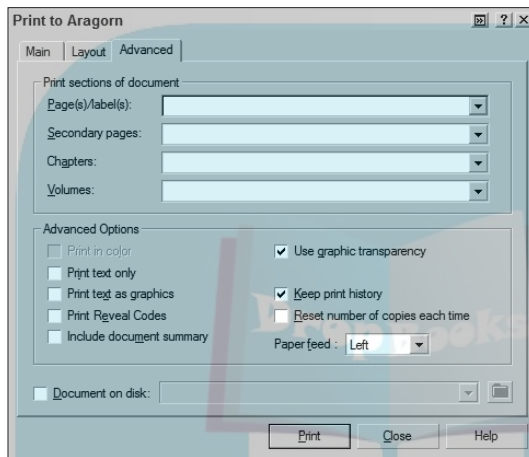 Print to Aragorn
Main Layout Advanced
Print sections of document
Page(s)/label(s):
Secondary pages:
Chapters:
Volumes:
Advanced Options
Print in color
Use graphic transparency
Print text only
Print text as graphics
Keep print history
Print Reveal Codes
Reset number of copies each time
Include document summary
Paper feed : Left
Document on disk:
Print Close Help
DropBooks